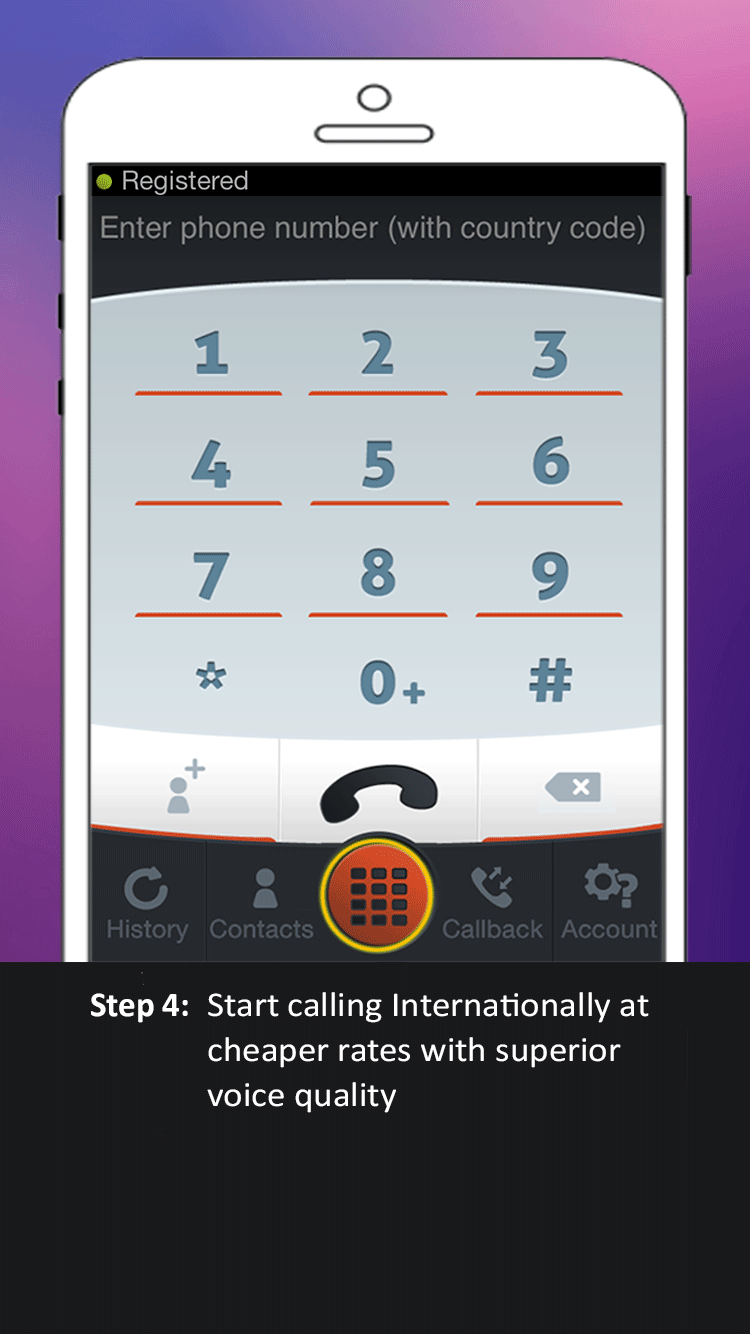 Registered
Enter phone number (with country code)
1 2 3
4 5 6
7 8 9
* 0+ #
History Contacts Callback Account
Step 4: Start calling Internationally at
cheaper rates with superior
voice quality